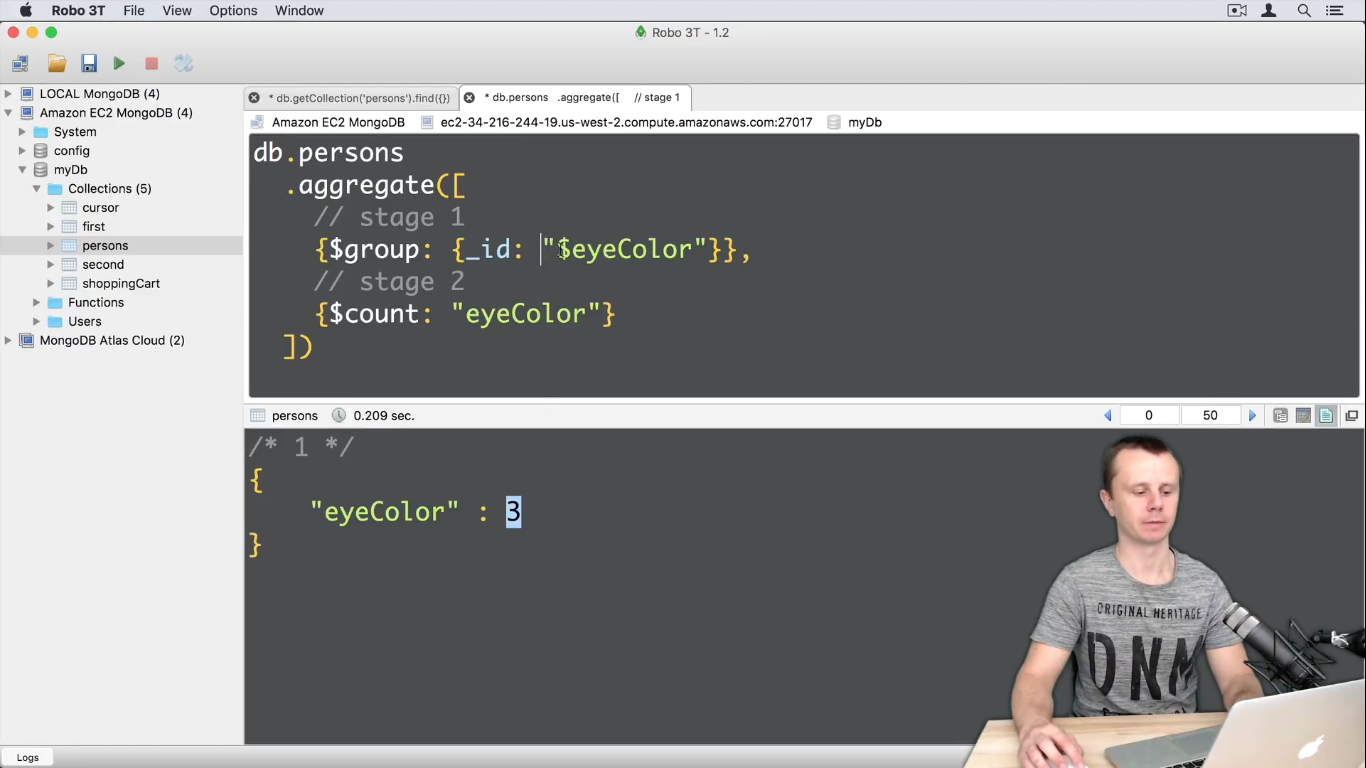 Robo 3T File View Options Window
Robo 3T - 1.2
* db.getCollection('persons').find({}) * db.persons .aggregate([ // stage 1
Amazon EC2 MongoDB ec2-34-216-244-19.us-west-2.compute.amazonaws.com:27017 myDb
LOCAL MongoDB (4)
Amazon EC2 MongoDB (4)
System
config
myDb
Collections (5)
cursor
first
persons
second
shoppingCart
Functions
Users
MongoDB Atlas Cloud (2)
db.persons
.aggregate([
// stage 1
{$group: {_id: "$eyeColor"}},
// stage 2
{$count: "eyeColor"}
])
persons 0.209 sec. 0 50
/* 1 */
{
"eyeColor" : 3
}
ORIGINAL HERITAGE
DNM
Logs